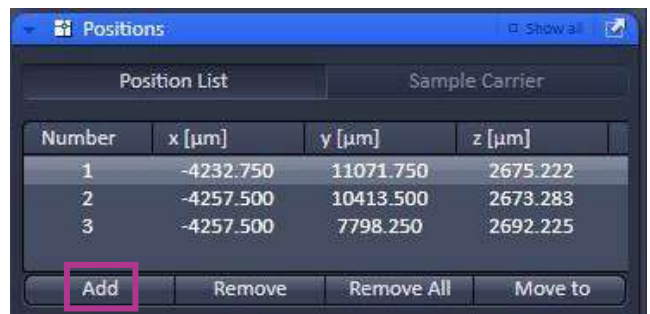 Positions Show all
Position List Sample Carrier
Number x [µm] y [µm] z [µm]
1 -4232.750 11071.750 2675.222
2 -4257.500 10413.500 2673.283
3 -4257.500 7798.250 2692.225
Add Remove Remove All Move to